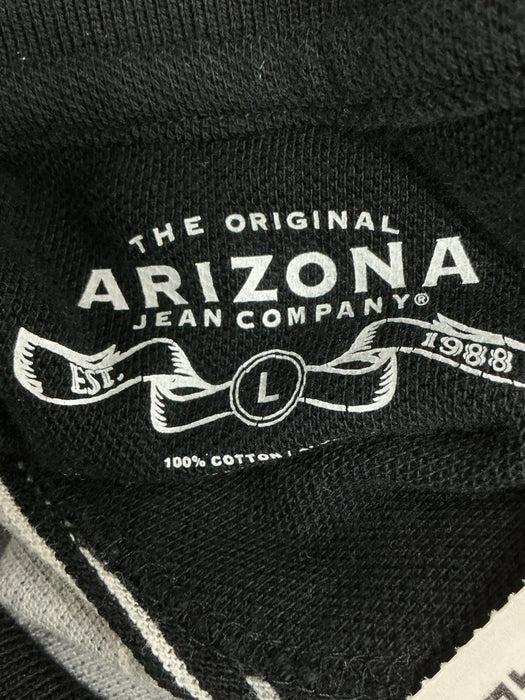 THE ORIGINAL
ARIZONA
JEAN COMPANY®
EST. L 1988
100% COTTON